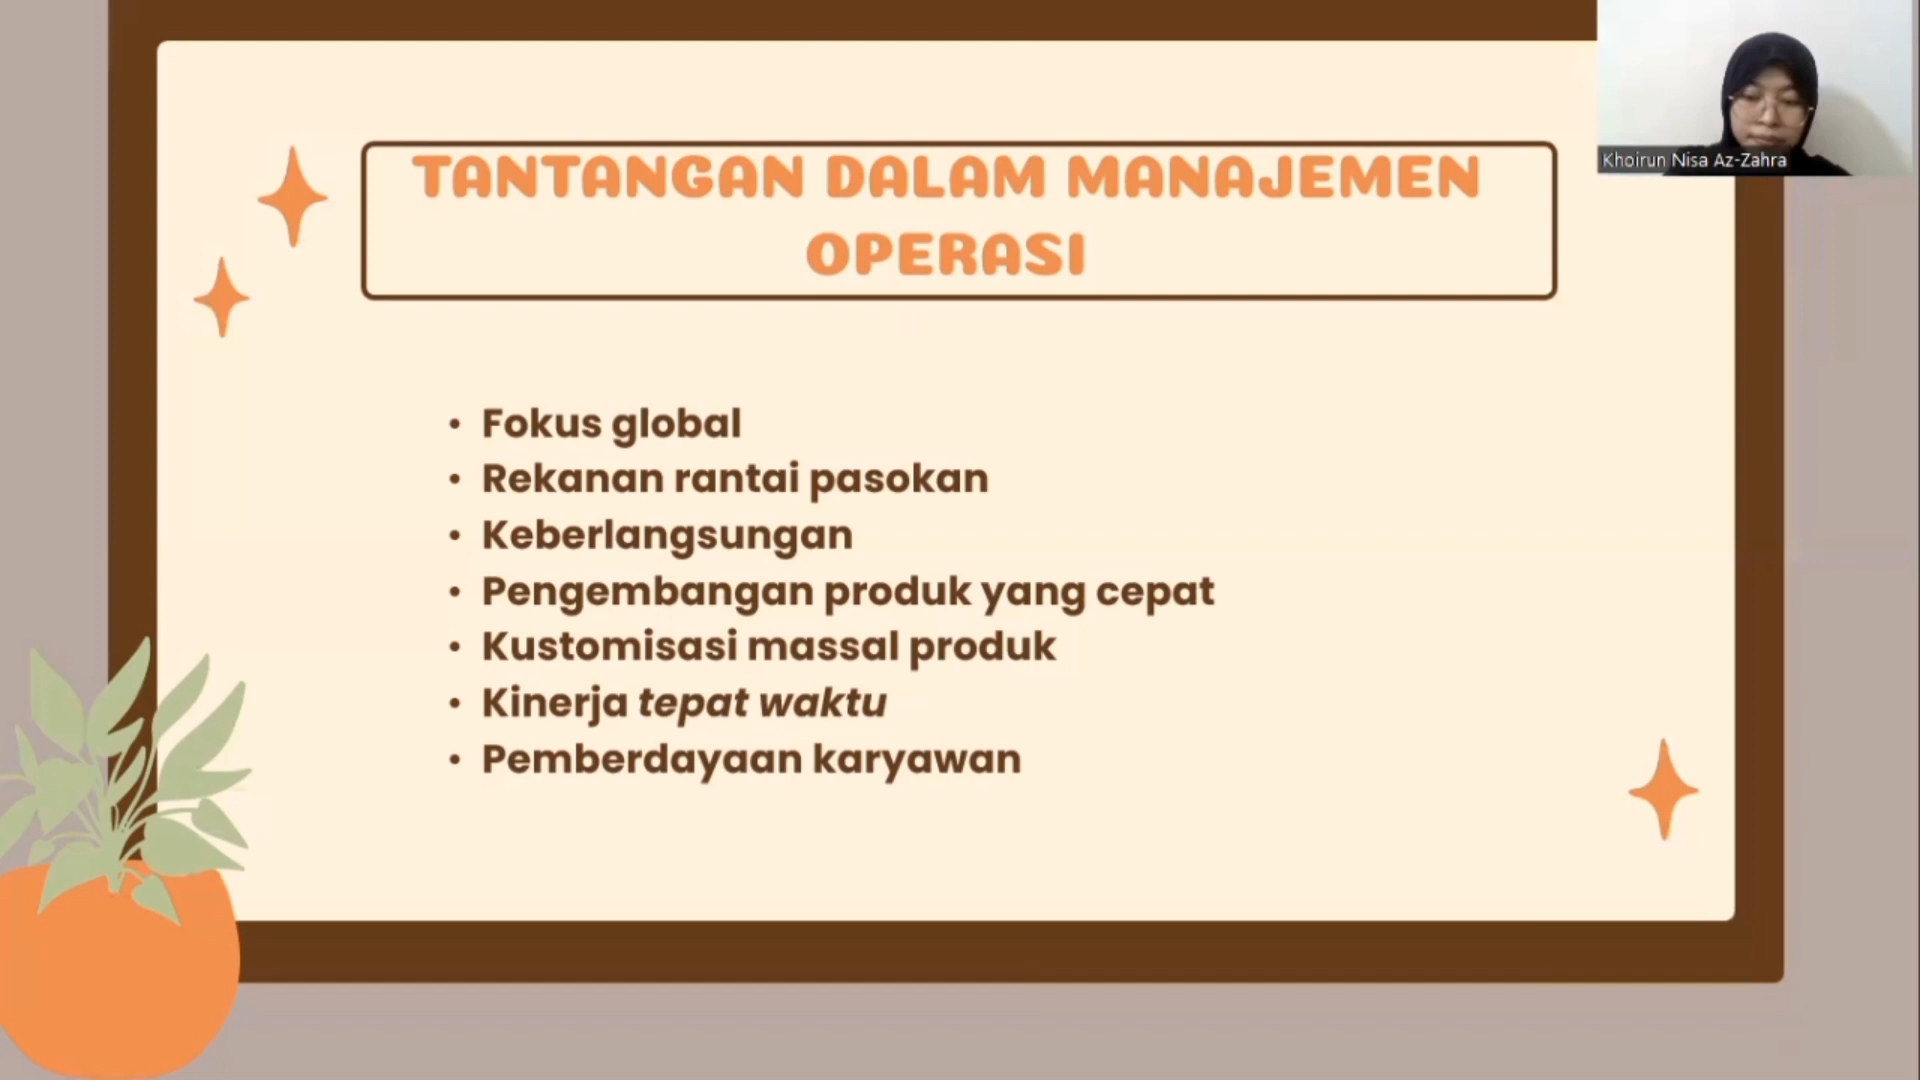 TANTANGAN DALAM MANAJEMEN
OPERASI
• Fokus global
• Rekanan rantai pasokan
• Keberlangsungan
• Pengembangan produk yang cepat
• Kustomisasi massal produk
• Kinerja tepat waktu
• Pemberdayaan karyawan
Khoirun Nisa Az-Zahra